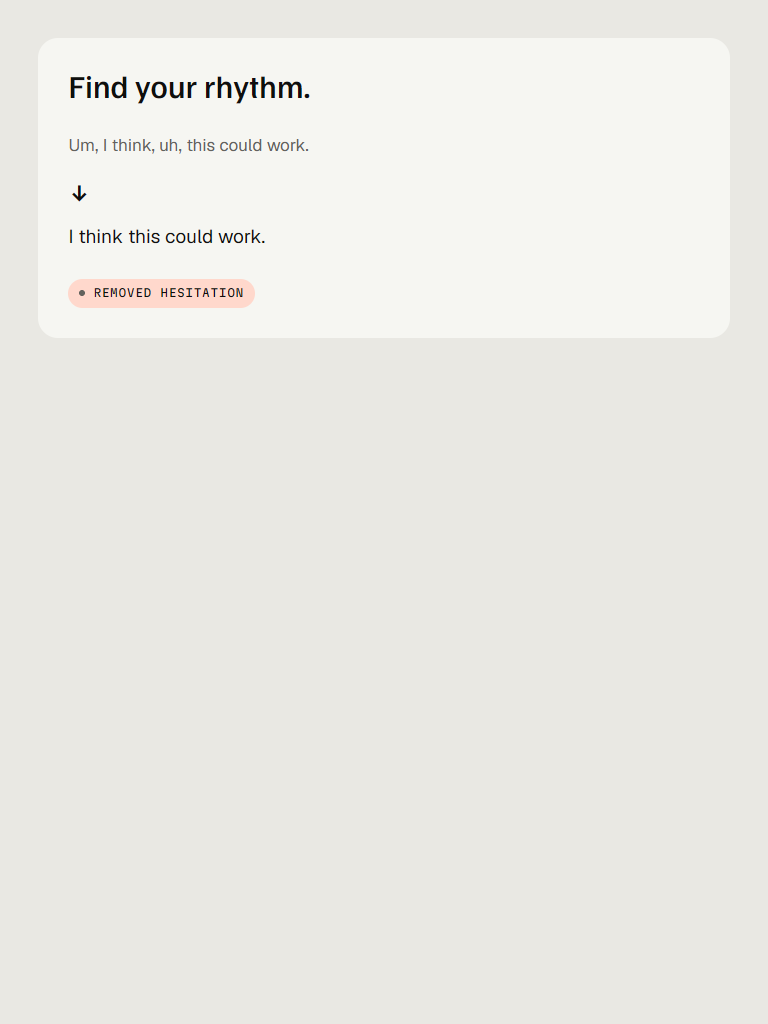 Find your rhythm.
Um, I think, uh, this could work.
I think this could work.
REMOVED HESITATION